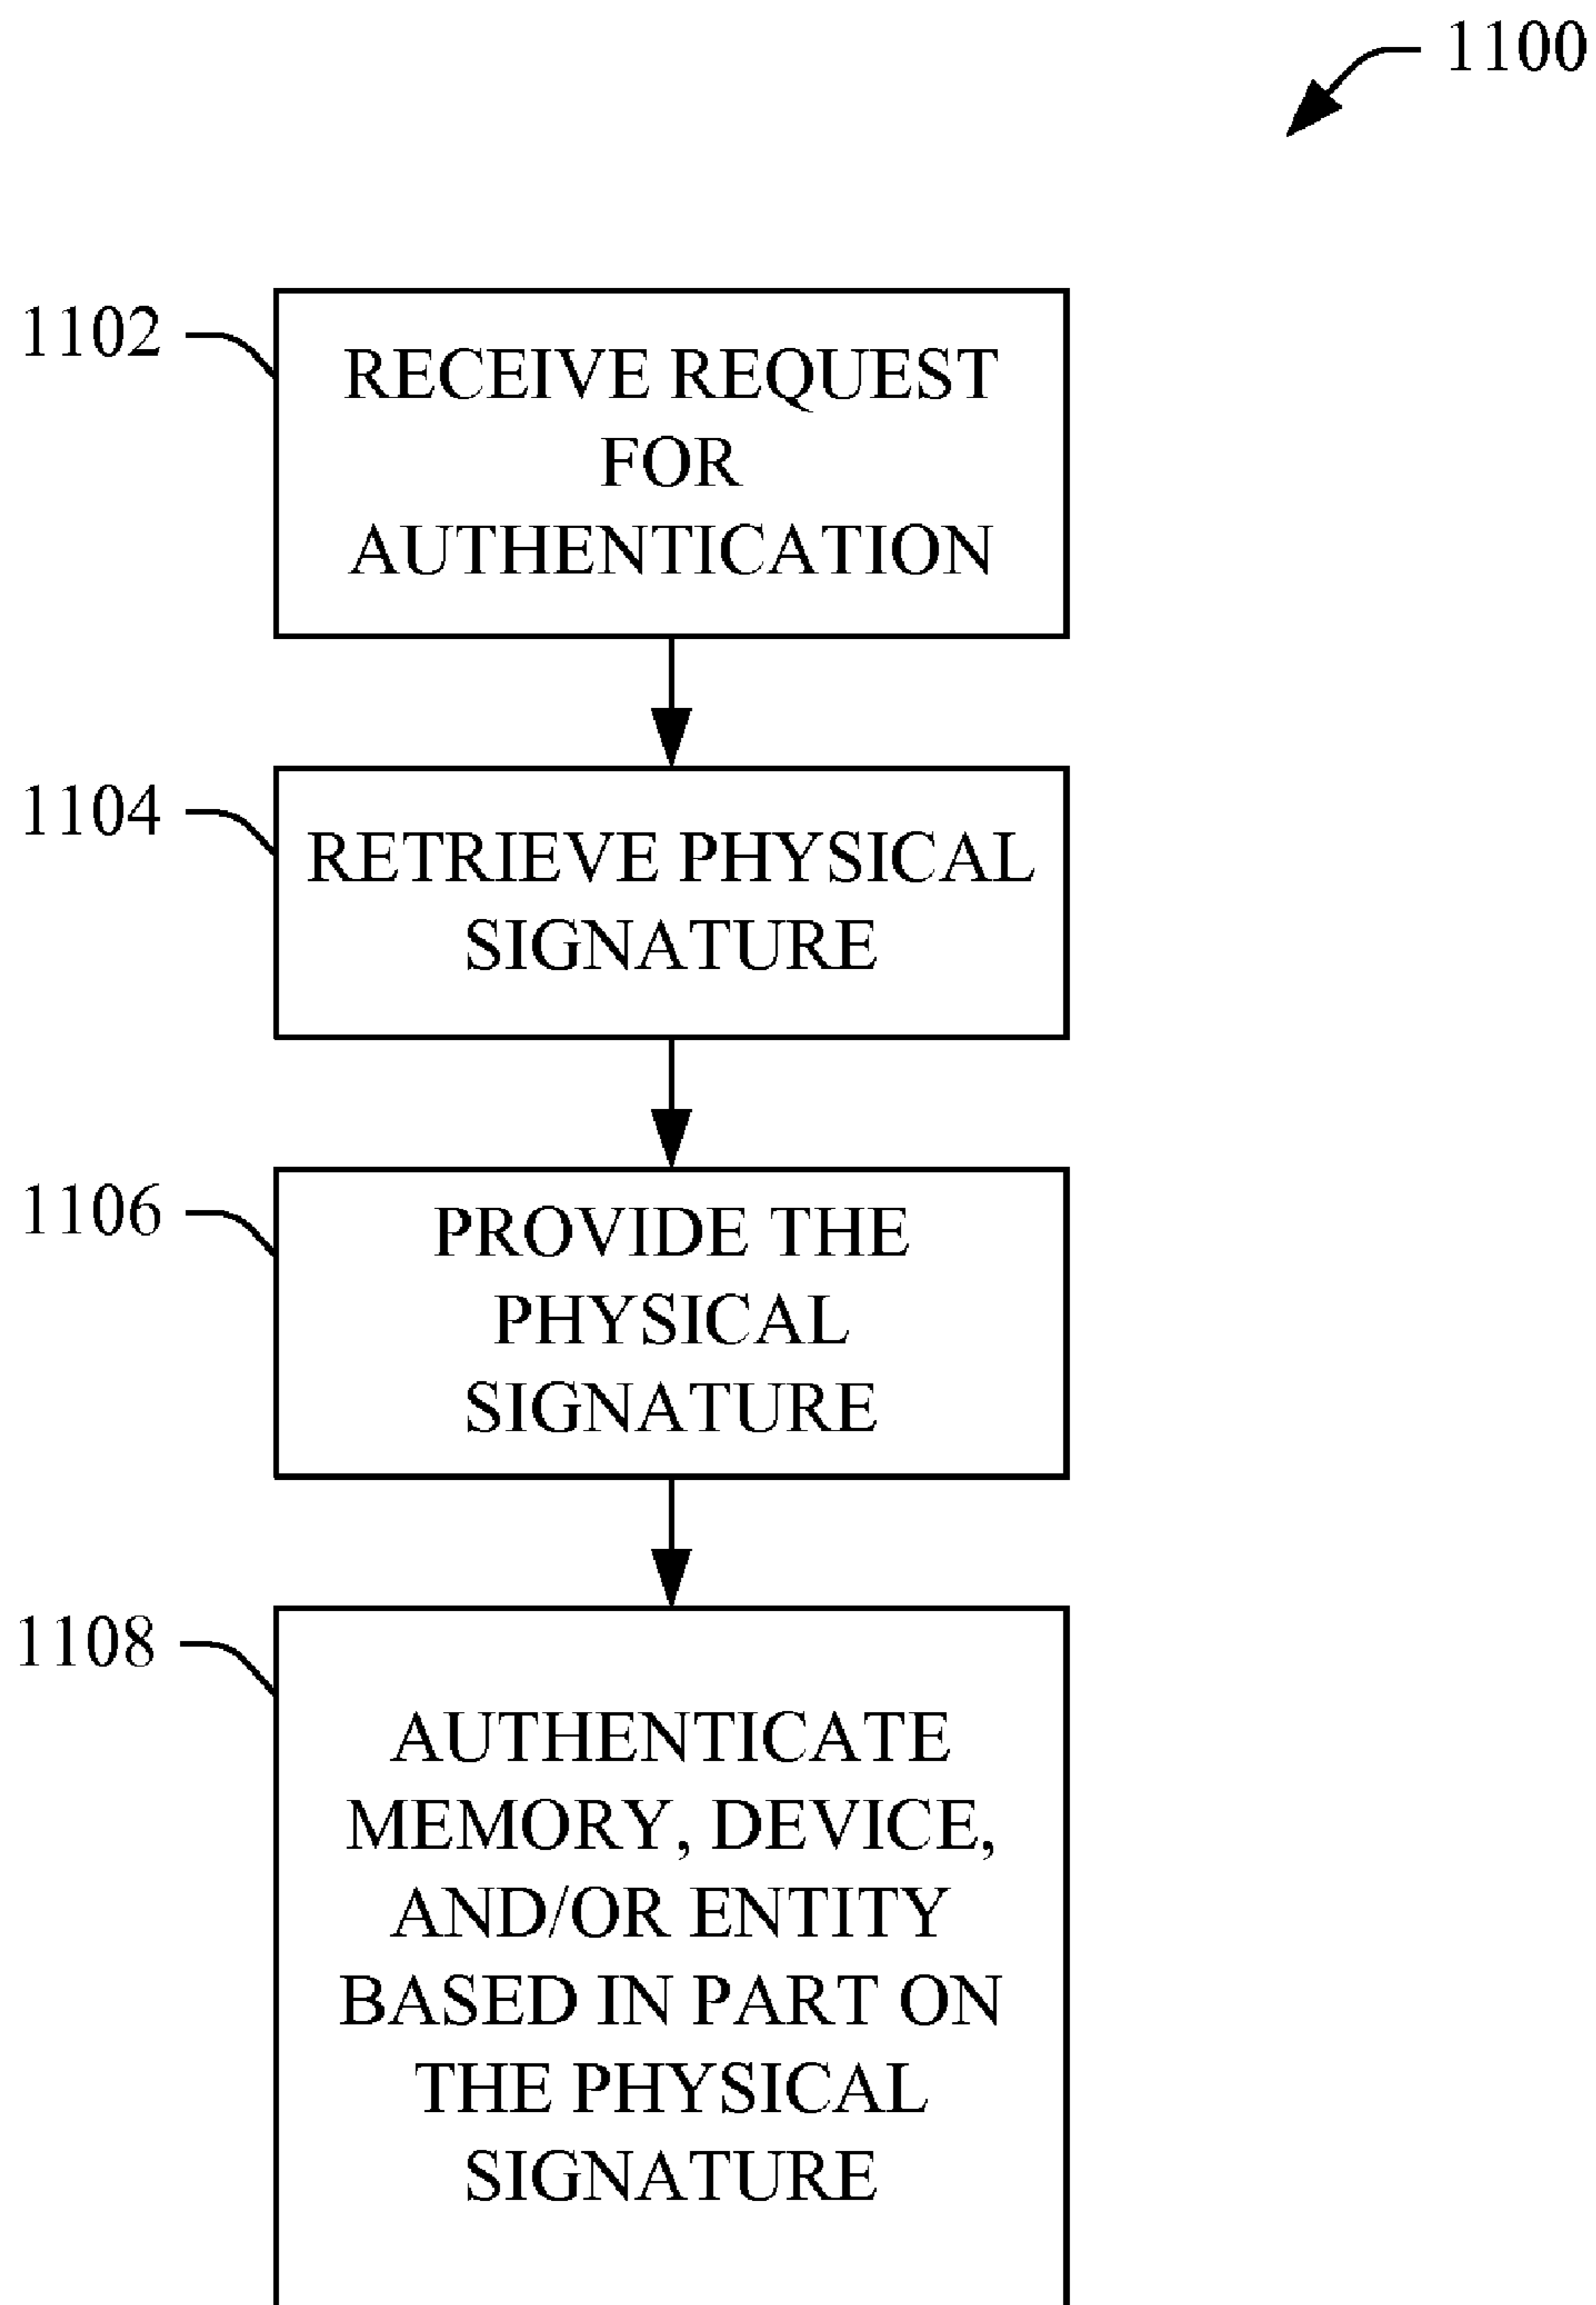 1100
1102
RECEIVE REQUEST
FOR
AUTHENTICATION
1104
RETRIEVE PHYSICAL
SIGNATURE
1106
PROVIDE THE
PHYSICAL
SIGNATURE
1108
AUTHENTICATE
MEMORY, DEVICE,
AND/OR ENTITY
BASED IN PART ON
THE PHYSICAL
SIGNATURE